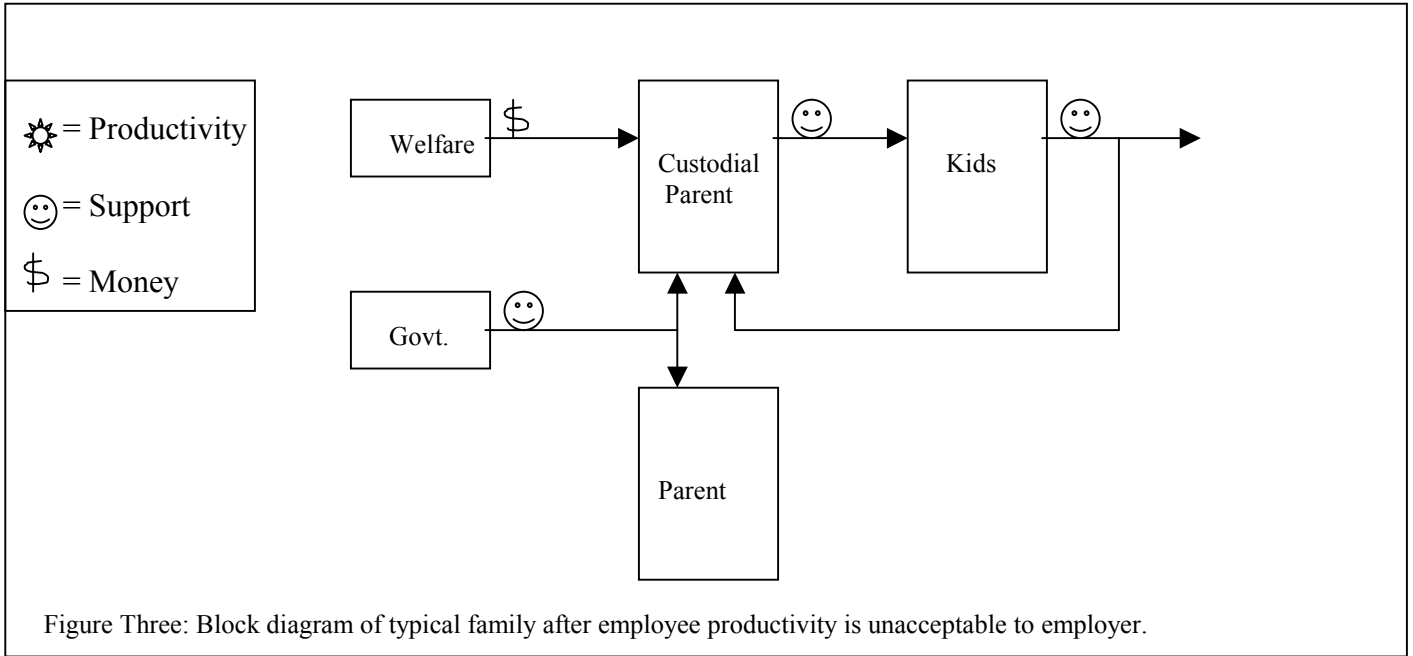 = Productivity
= Support
$ = Money
Welfare
$
Custodial
Parent
Kids
Govt.
Parent
Figure Three: Block diagram of typical family after employee productivity is unacceptable to employer.